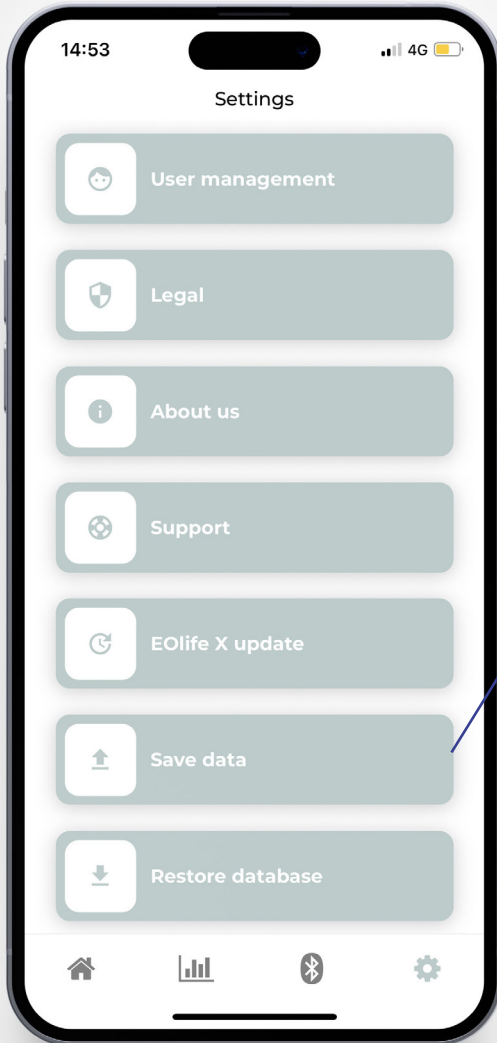 14:53
4G
Settings
User management
Legal
About us
Support
EOlife X update
Save data
Restore database